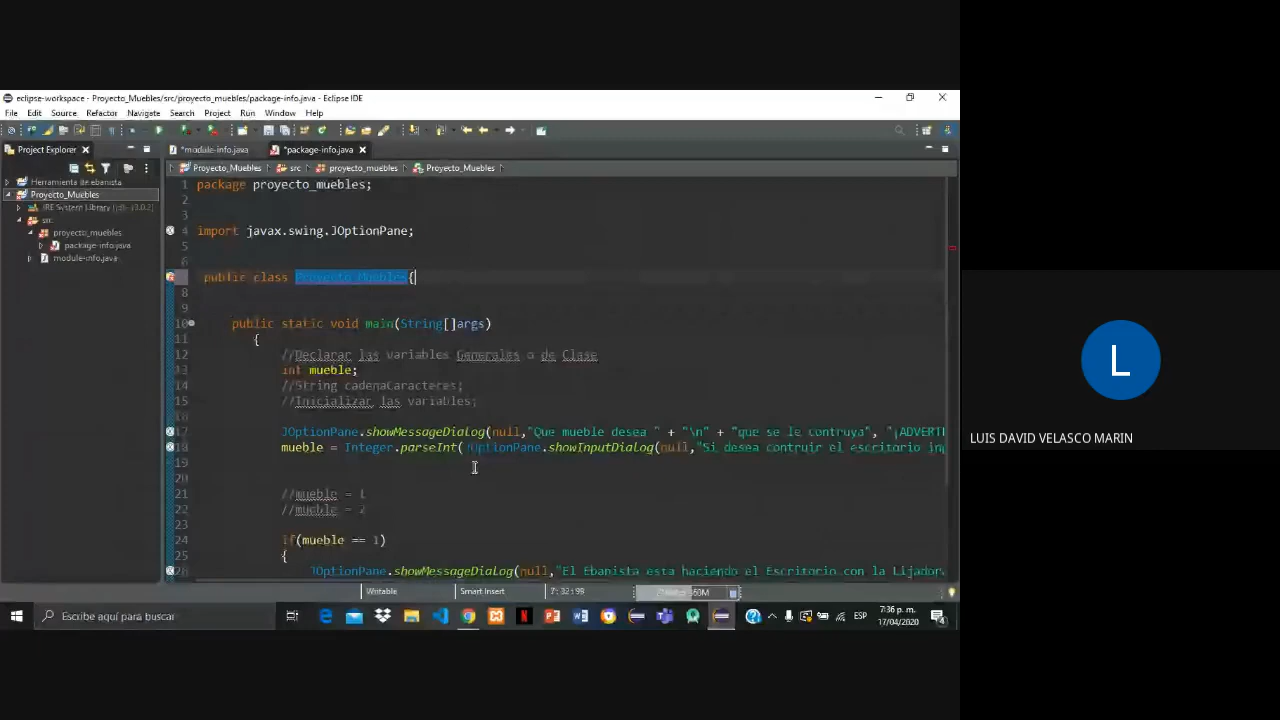 eclipse-workspace - Proyecto_Muebles/src/proyecto_muebles/package-info.java - Eclipse IDE
File Edit Source Refactor Navigate Search Project Run Window Help
Project Explorer
*module-info.java
*package-info.java
Proyecto_Muebles
src
proyecto_muebles
Proyecto_Muebles
Herramienta de ebanista
Proyecto_Muebles
JRE System Library
src
proyecto_muebles
package-info.java
module-info.java
1 package proyecto_muebles;
2
3
4 import javax.swing.JOptionPane;
5
6
public class Proyecto_Muebles{
8
9
10 public static void main(String[]args)
11 {
12 //Declarar las variables Generales o de Clase
13 int mueble;
14 //String cadenaCaracteres;
15 //Inicializar las variables;
16
17 JOptionPane.showMessageDialog(null,"Que mueble desea " + "\n" + "que se le contruya", "¡ADVERT
18 mueble = Integer.parseInt(JOptionPane.showInputDialog(null,"Si desea contruir el escritorio in
19
20
21 //mueble = 1
22 //mueble = 2
23
24 if(mueble == 1)
25 {
26 JOptionPane.showMessageDialog(null,"El Ebanista esta haciendo el Escritorio con la Lijador
Writable
Smart Insert
7:32:99
Escribe aquí para buscar
ESP
7:36 p. m.
17/04/2020
4
L
LUIS DAVID VELASCO MARIN